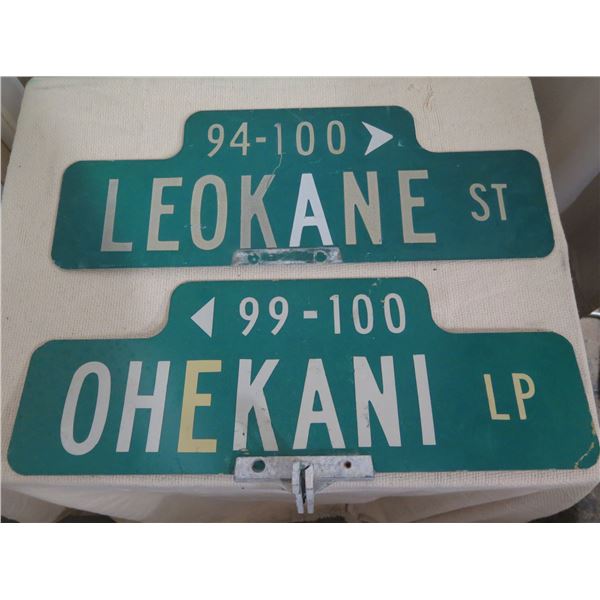 94-100
LEOKANE ST
99-100
OHEKANI LP